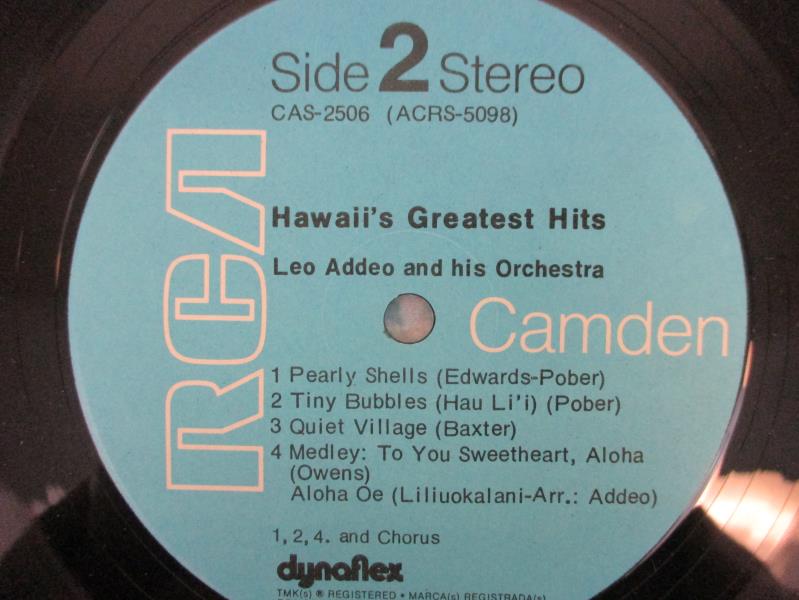 Side 2 Stereo
CAS-2506 (ACRS-5098)
RCA
Hawaii's Greatest Hits
Leo Addeo and his Orchestra
Camden
1 Pearly Shells (Edwards-Pober)
2 Tiny Bubbles (Hau Li'i) (Pober)
3 Quiet Village (Baxter)
4 Medley: To You Sweetheart, Aloha
(Owens)
Aloha Oe (Liliuokalani-Arr.: Addeo)
1, 2, 4. and Chorus
dynaflex
TMK(s) ® REGISTERED • MARCA(s) REGISTRADA(s)